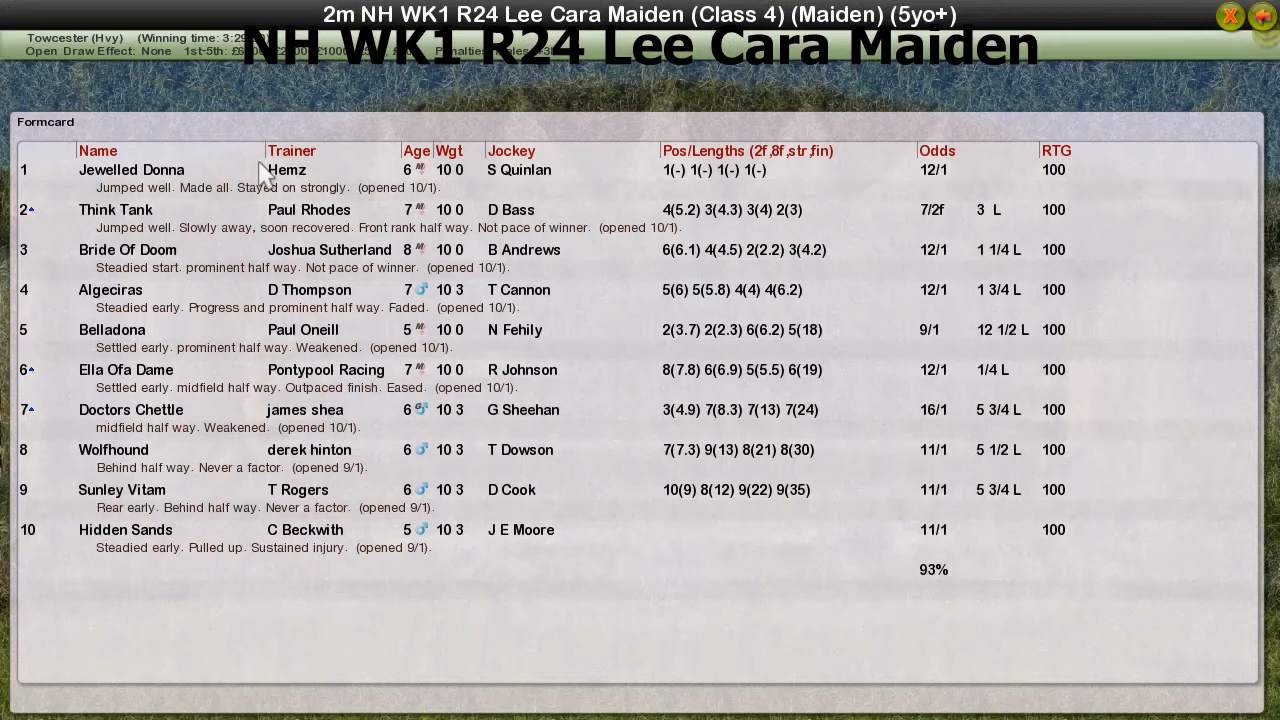 2m NH WK1 R24 Lee Cara Maiden (Class 4) (Maiden) (5yo+)
NH WK1 R24 Lee Cara Maiden
Towcester (Hvy) (Winning time: 3:29
Open Draw Effect: None 1st-5th:
Formcard
Name Trainer Age Wgt Jockey Pos/Lengths (2f,8f,str,fin) Odds RTG
1 Jewelled Donna Hemz 6 10 0 S Quinlan 1(-) 1(-) 1(-) 1(-) 12/1 100
Jumped well. Made all. Stayed on strongly. (opened 10/1).
2 Think Tank Paul Rhodes 7 10 0 D Bass 4(5.2) 3(4.3) 3(4) 2(3) 7/2f 3 L 100
Jumped well. Slowly away, soon recovered. Front rank half way. Not pace of winner. (opened 10/1).
3 Bride Of Doom Joshua Sutherland 8 10 0 B Andrews 6(6.1) 4(4.5) 2(2.2) 3(4.2) 12/1 1 1/4 L 100
Steadied start. prominent half way. Not pace of winner. (opened 10/1).
4 Algeciras D Thompson 7 10 3 T Cannon 5(6) 5(5.8) 4(4) 4(6.2) 12/1 1 3/4 L 100
Steadied early. Progress and prominent half way. Faded. (opened 10/1).
5 Belladona Paul Oneill 5 10 0 N Fehily 2(3.7) 2(2.3) 6(6.2) 5(18) 9/1 12 1/2 L 100
Settled early. prominent half way. Weakened. (opened 10/1).
6 Ella Ofa Dame Pontypool Racing 7 10 0 R Johnson 8(7.8) 6(6.9) 5(5.5) 6(19) 12/1 1/4 L 100
Settled early. midfield half way. Outpaced finish. Eased. (opened 10/1).
7 Doctors Chettle james shea 6 10 3 G Sheehan 3(4.9) 7(8.3) 7(13) 7(24) 16/1 5 3/4 L 100
midfield half way. Weakened. (opened 10/1).
8 Wolfhound derek hinton 6 10 3 T Dowson 7(7.3) 9(13) 8(21) 8(30) 11/1 5 1/2 L 100
Behind half way. Never a factor. (opened 9/1).
9 Sunley Vitam T Rogers 6 10 3 D Cook 10(9) 8(12) 9(22) 9(35) 11/1 5 3/4 L 100
Rear early. Behind half way. Never a factor. (opened 9/1).
10 Hidden Sands C Beckwith 5 10 3 J E Moore 11/1 100
Steadied early. Pulled up. Sustained injury. (opened 9/1).
93%